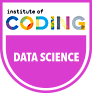 institute of
CODING
DATA SCIENCE